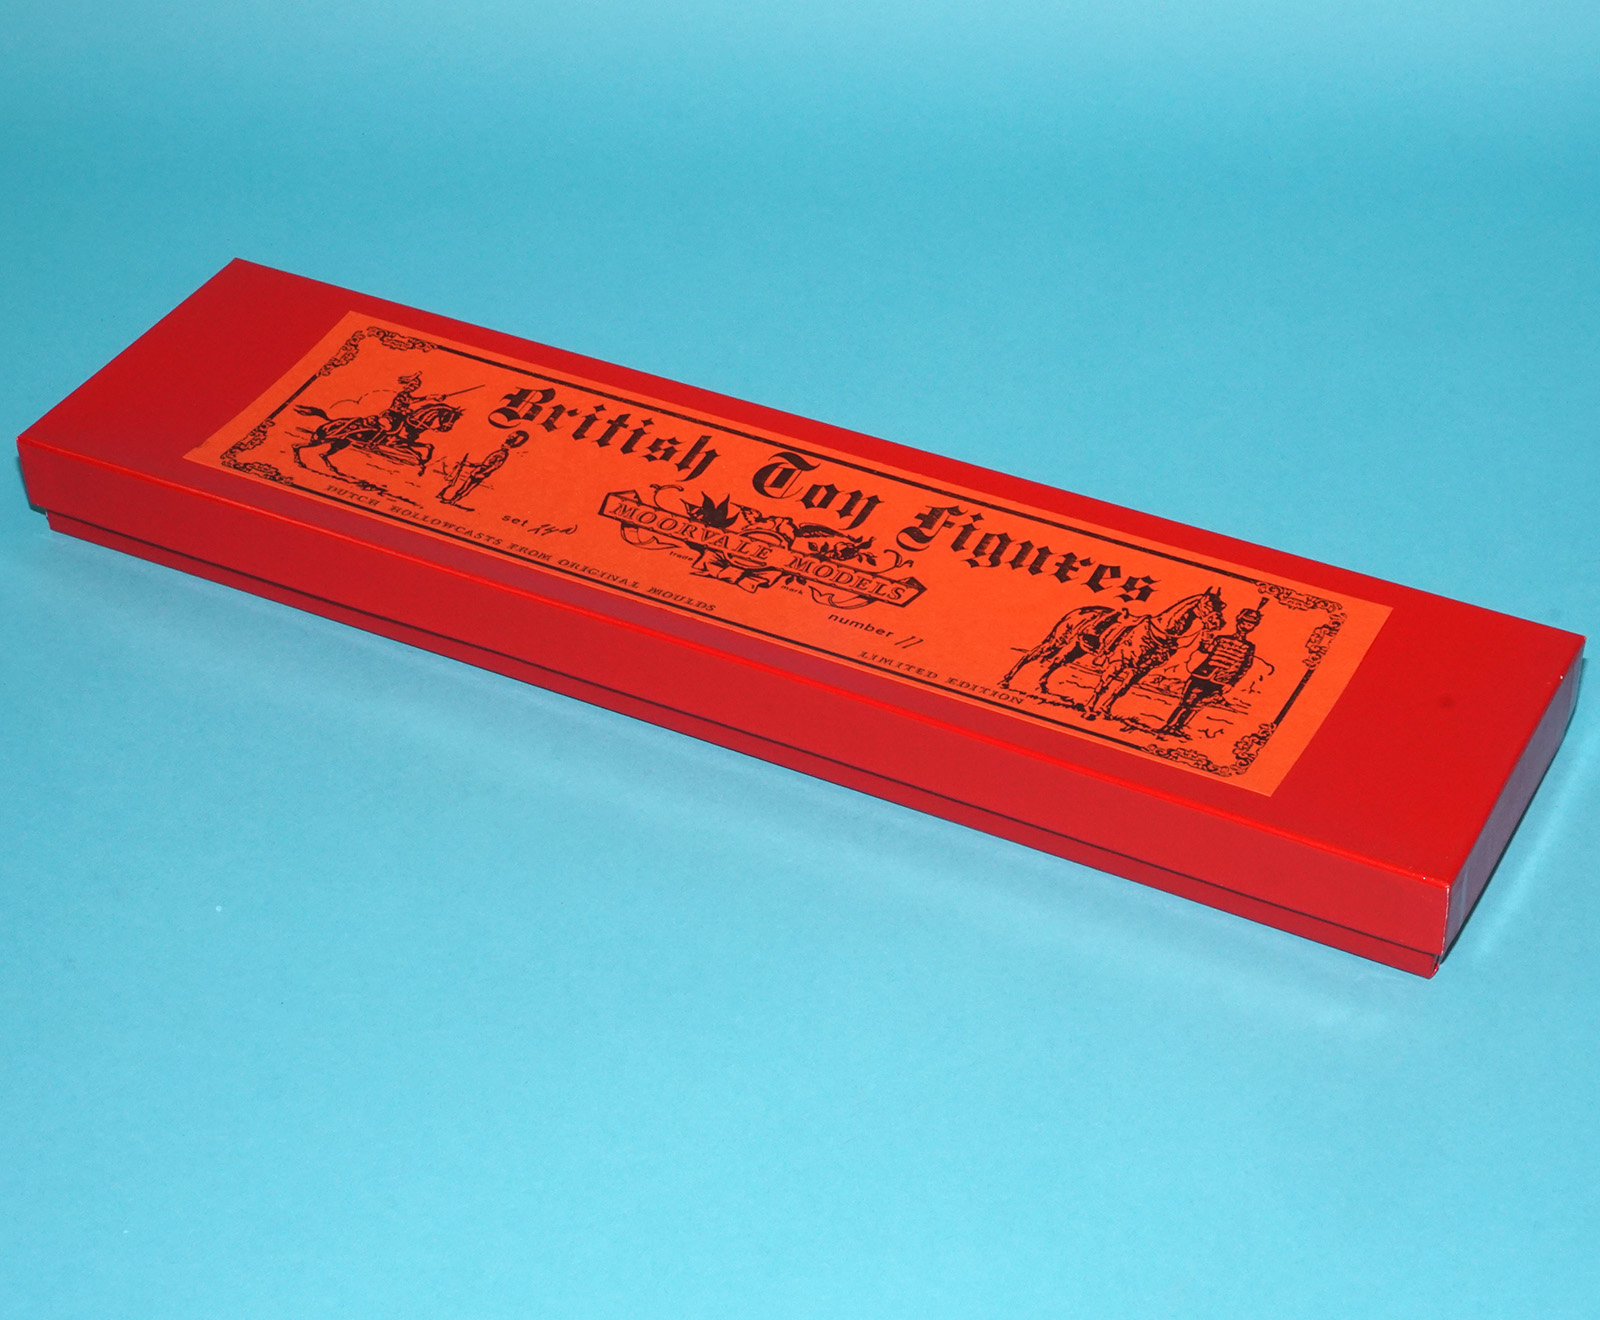 British Toy Figures
MOORVALE MODELS
trade mark
set
number 11
DUTCH HOLLOWCASTS FROM ORIGINAL MOULDS
LIMITED EDITION